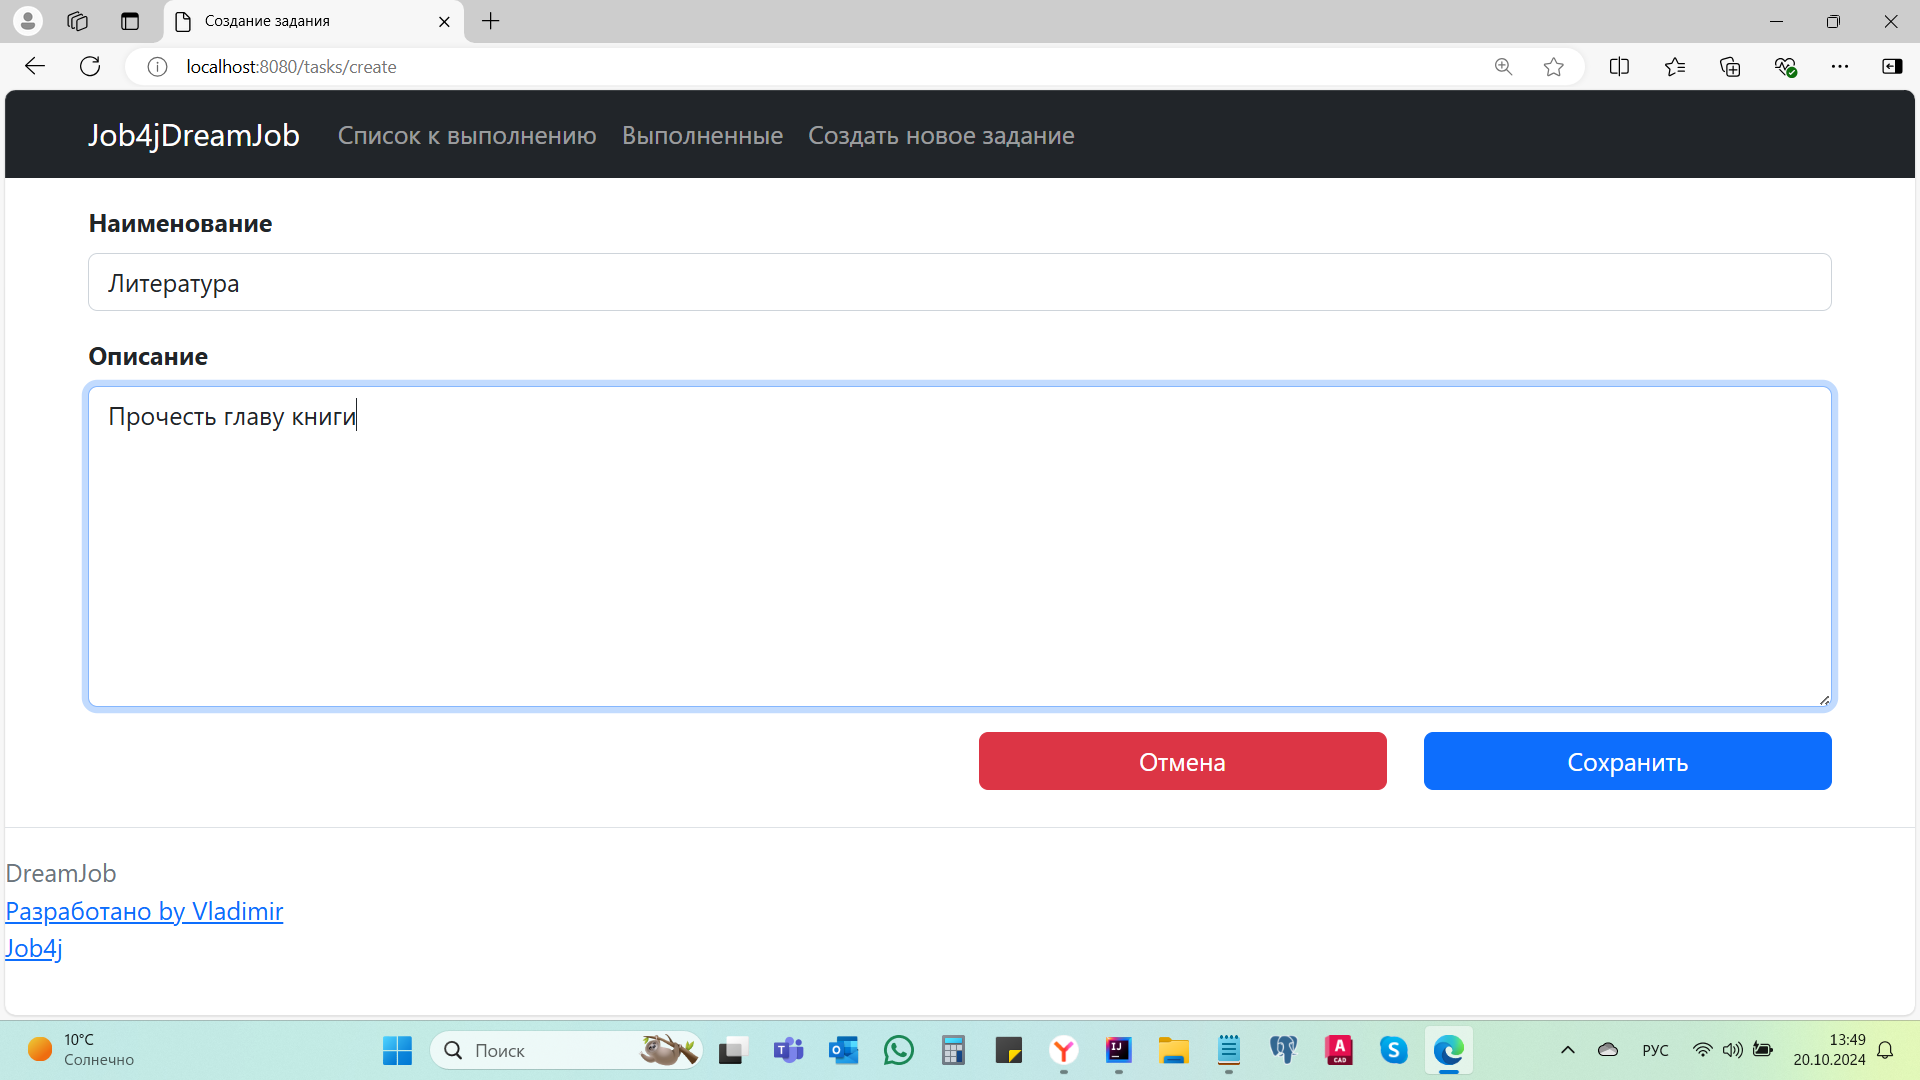 Создание задания
localhost:8080/tasks/create
Job4jDreamJob Список к выполнению Выполненные Создать новое задание
Наименование
Литература
Описание
Прочесть главу книги
Отмена Сохранить
DreamJob
Разработано by Vladimir
Job4j
10°C
Солнечно
Поиск
РУС
13:49
20.10.2024